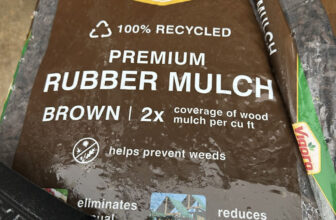 100% RECYCLED
PREMIUM
RUBBER MULCH
BROWN | 2x coverage of wood
mulch per cu ft
helps prevent weeds
eliminates
reduces
MULCH
Vigoro